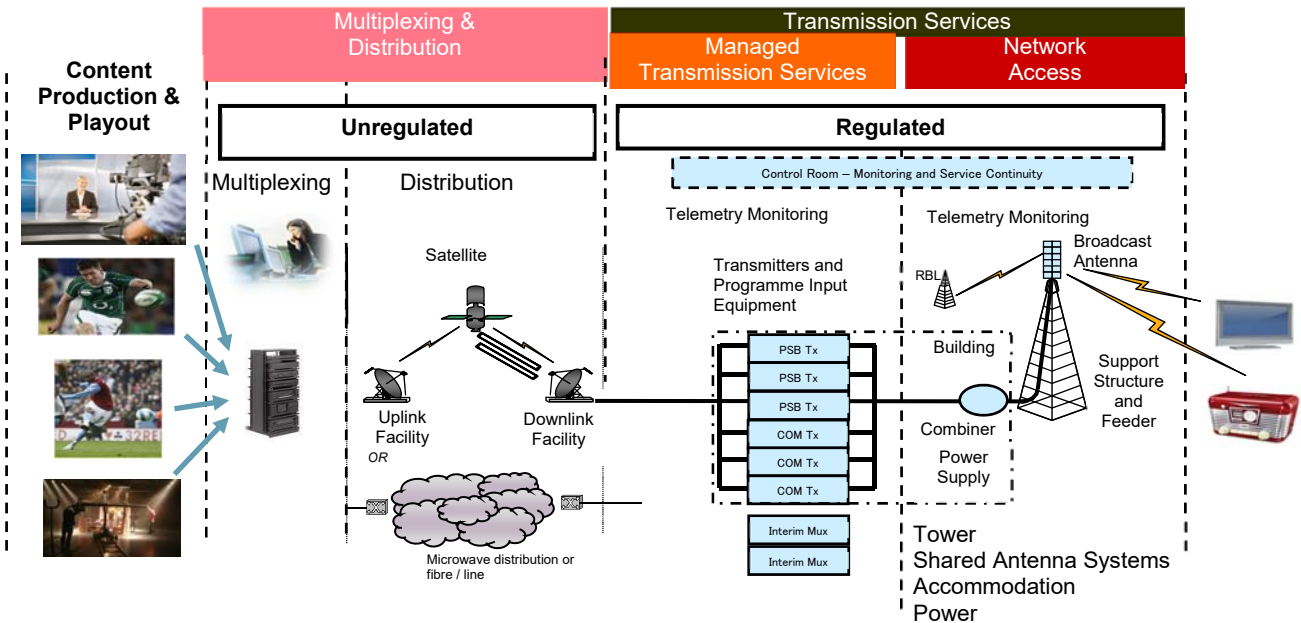 Multiplexing &
Distribution
Transmission Services
Managed
Transmission Services
Network
Access
Content
Production &
Playout
Unregulated
Regulated
Control Room – Monitoring and Service Continuity
Multiplexing
Distribution
Telemetry Monitoring
Telemetry Monitoring
Satellite
Transmitters and
Programme Input
Equipment
RBL
Broadcast
Antenna
PSB Tx
PSB Tx
PSB Tx
COM Tx
COM Tx
COM Tx
Building
Support
Structure
and
Feeder
Uplink
Facility
OR
Downlink
Facility
Combiner
Power
Supply
32RE
Microwave distribution or
fibre / line
Interim Mux
Interim Mux
Tower
Shared Antenna Systems
Accommodation
Power